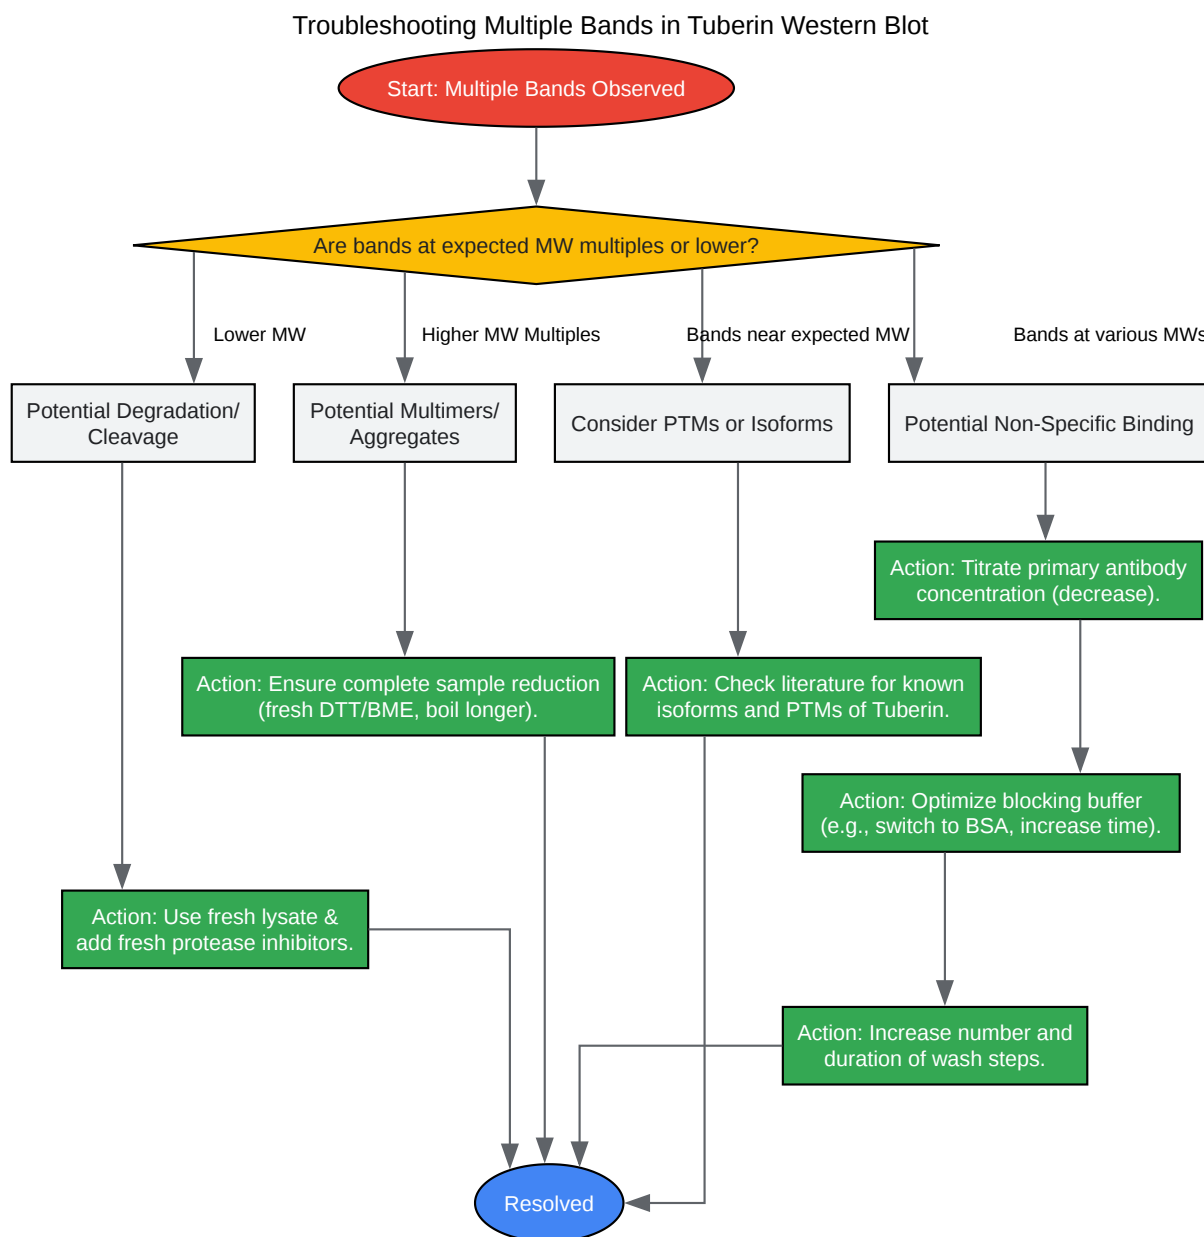 Troubleshooting Multiple Bands in Tuberin Western Blot
Start: Multiple Bands Observed
Are bands at expected MW multiples or lower?
Lower MW
Higher MW Multiples
Bands near expected MW
Bands at various MWs
Potential Degradation/
Cleavage
Potential Multimers/
Aggregates
Consider PTMs or Isoforms
Potential Non-Specific Binding
Action: Titrate primary antibody
concentration (decrease).
Action: Ensure complete sample reduction
(fresh DTT/BME, boil longer).
Action: Check literature for known
isoforms and PTMs of Tuberin.
Action: Optimize blocking buffer
(e.g., switch to BSA, increase time).
Action: Use fresh lysate &
add fresh protease inhibitors.
Action: Increase number and
duration of wash steps.
Resolved